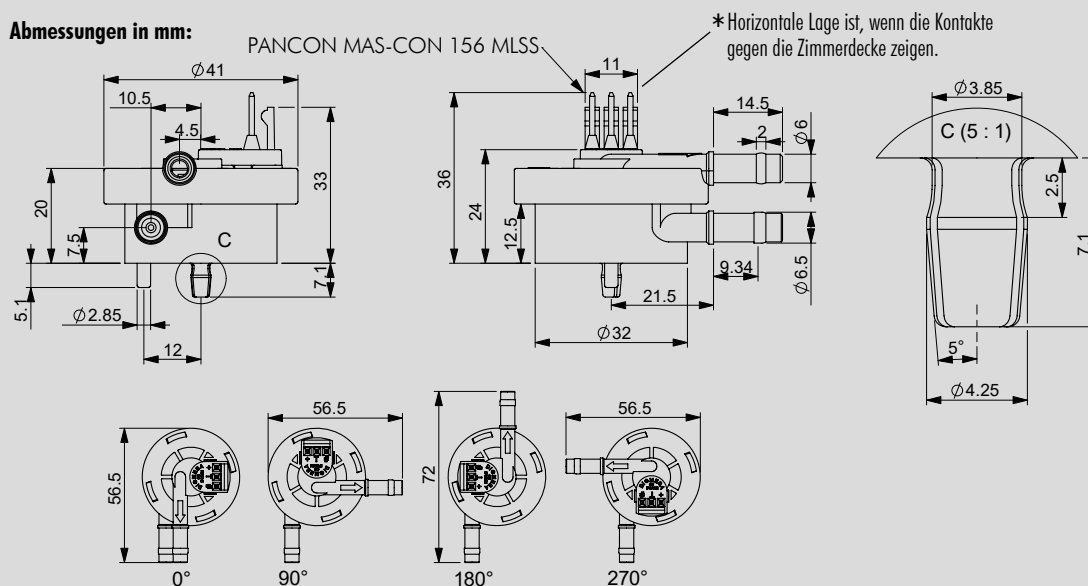 Abmessungen in mm:
PANCON MAS-CON 156 MLSS
* Horizontale Lage ist, wenn die Kontakte
gegen die Zimmerdecke zeigen.
Ø41
10.5
4.5
33
20
7.5
C
7.1
5.1
Ø2.85
12
11
14.5
2
Ø6
36
24
12.5
9.34
Ø6.5
21.5
Ø32
Ø3.85
C (5 : 1)
2.5
7.1
5°
Ø4.25
56.5
0°
56.5
90°
72
180°
56.5
270°